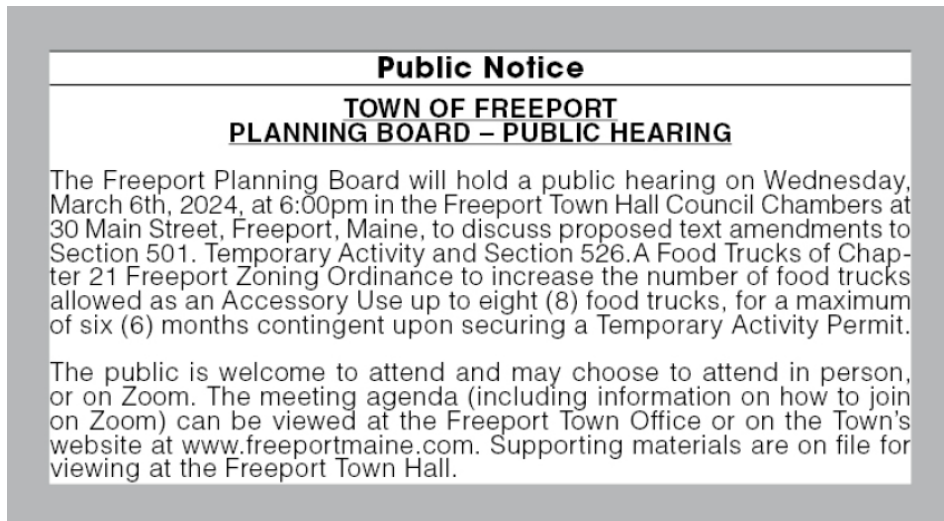 Public Notice
TOWN OF FREEPORT
PLANNING BOARD – PUBLIC HEARING
The Freeport Planning Board will hold a public hearing on Wednesday,
March 6th, 2024, at 6:00pm in the Freeport Town Hall Council Chambers at
30 Main Street, Freeport, Maine, to discuss proposed text amendments to
Section 501. Temporary Activity and Section 526.A Food Trucks of Chap-
ter 21 Freeport Zoning Ordinance to increase the number of food trucks
allowed as an Accessory Use up to eight (8) food trucks, for a maximum
of six (6) months contingent upon securing a Temporary Activity Permit.
The public is welcome to attend and may choose to attend in person,
or on Zoom. The meeting agenda (including information on how to join
on Zoom) can be viewed at the Freeport Town Office or on the Town's
website at www.freeportmaine.com. Supporting materials are on file for
viewing at the Freeport Town Hall.